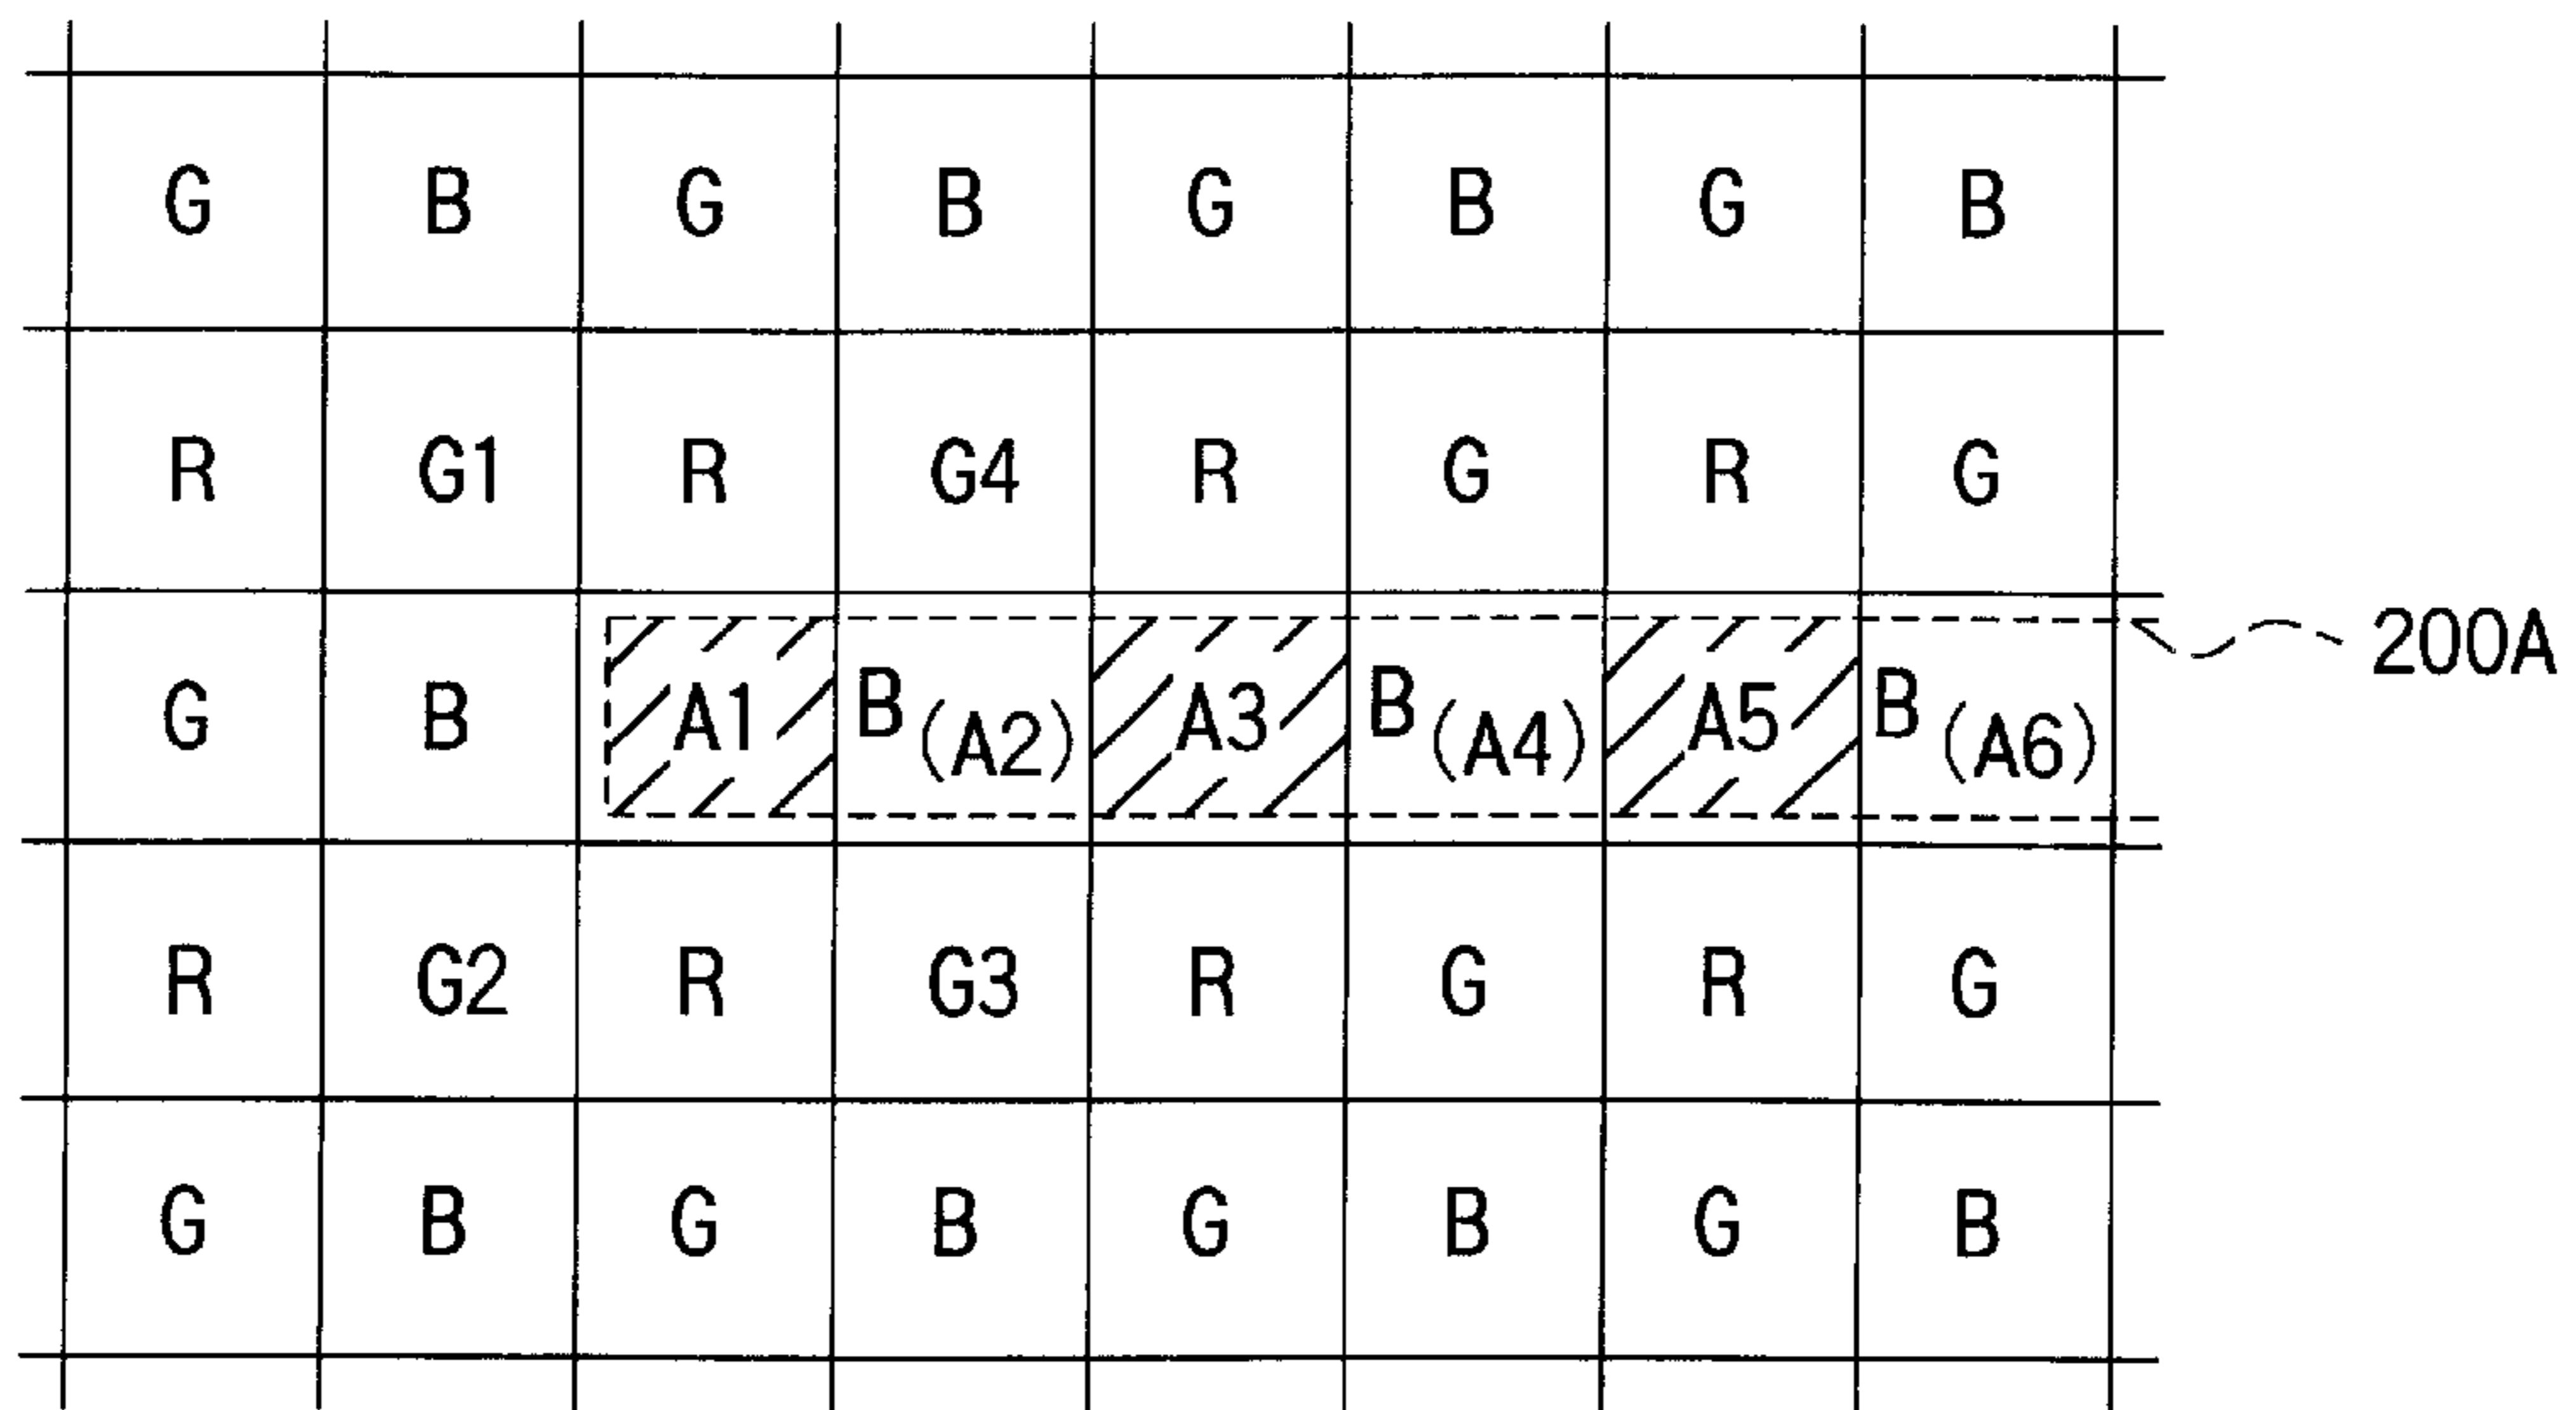 G B G B G B G B
R G1 R G4 R G R G
G B A1 B (A2) A3 B (A4) A5 B (A6) 200A
R G2 R G3 R G R G
G B G B G B G B